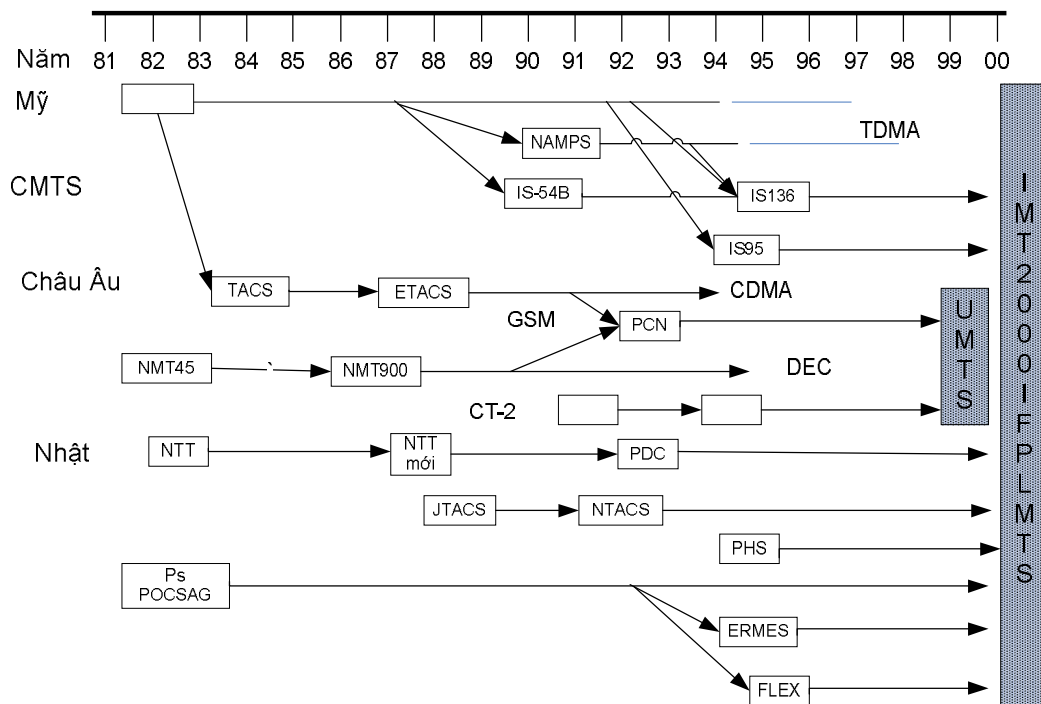 Năm 81 82 83 85 86 87 88 89 90 91 92 93 94 95 96 97 98 99 00
Mỹ
NAMPS
TDMA
CMTS
IS-54B
IS136
IS95
Châu Âu
TACS
ETACS
CDMA
GSM
PCN
NMT45
`
NMT900
DEC
CT-2
UMTS
Nhật
NTT
NTT
mới
PDC
JTACS
NTACS
PHS
Ps
POCSAG
ERMES
FLEX
IMT2000IFPLMTS